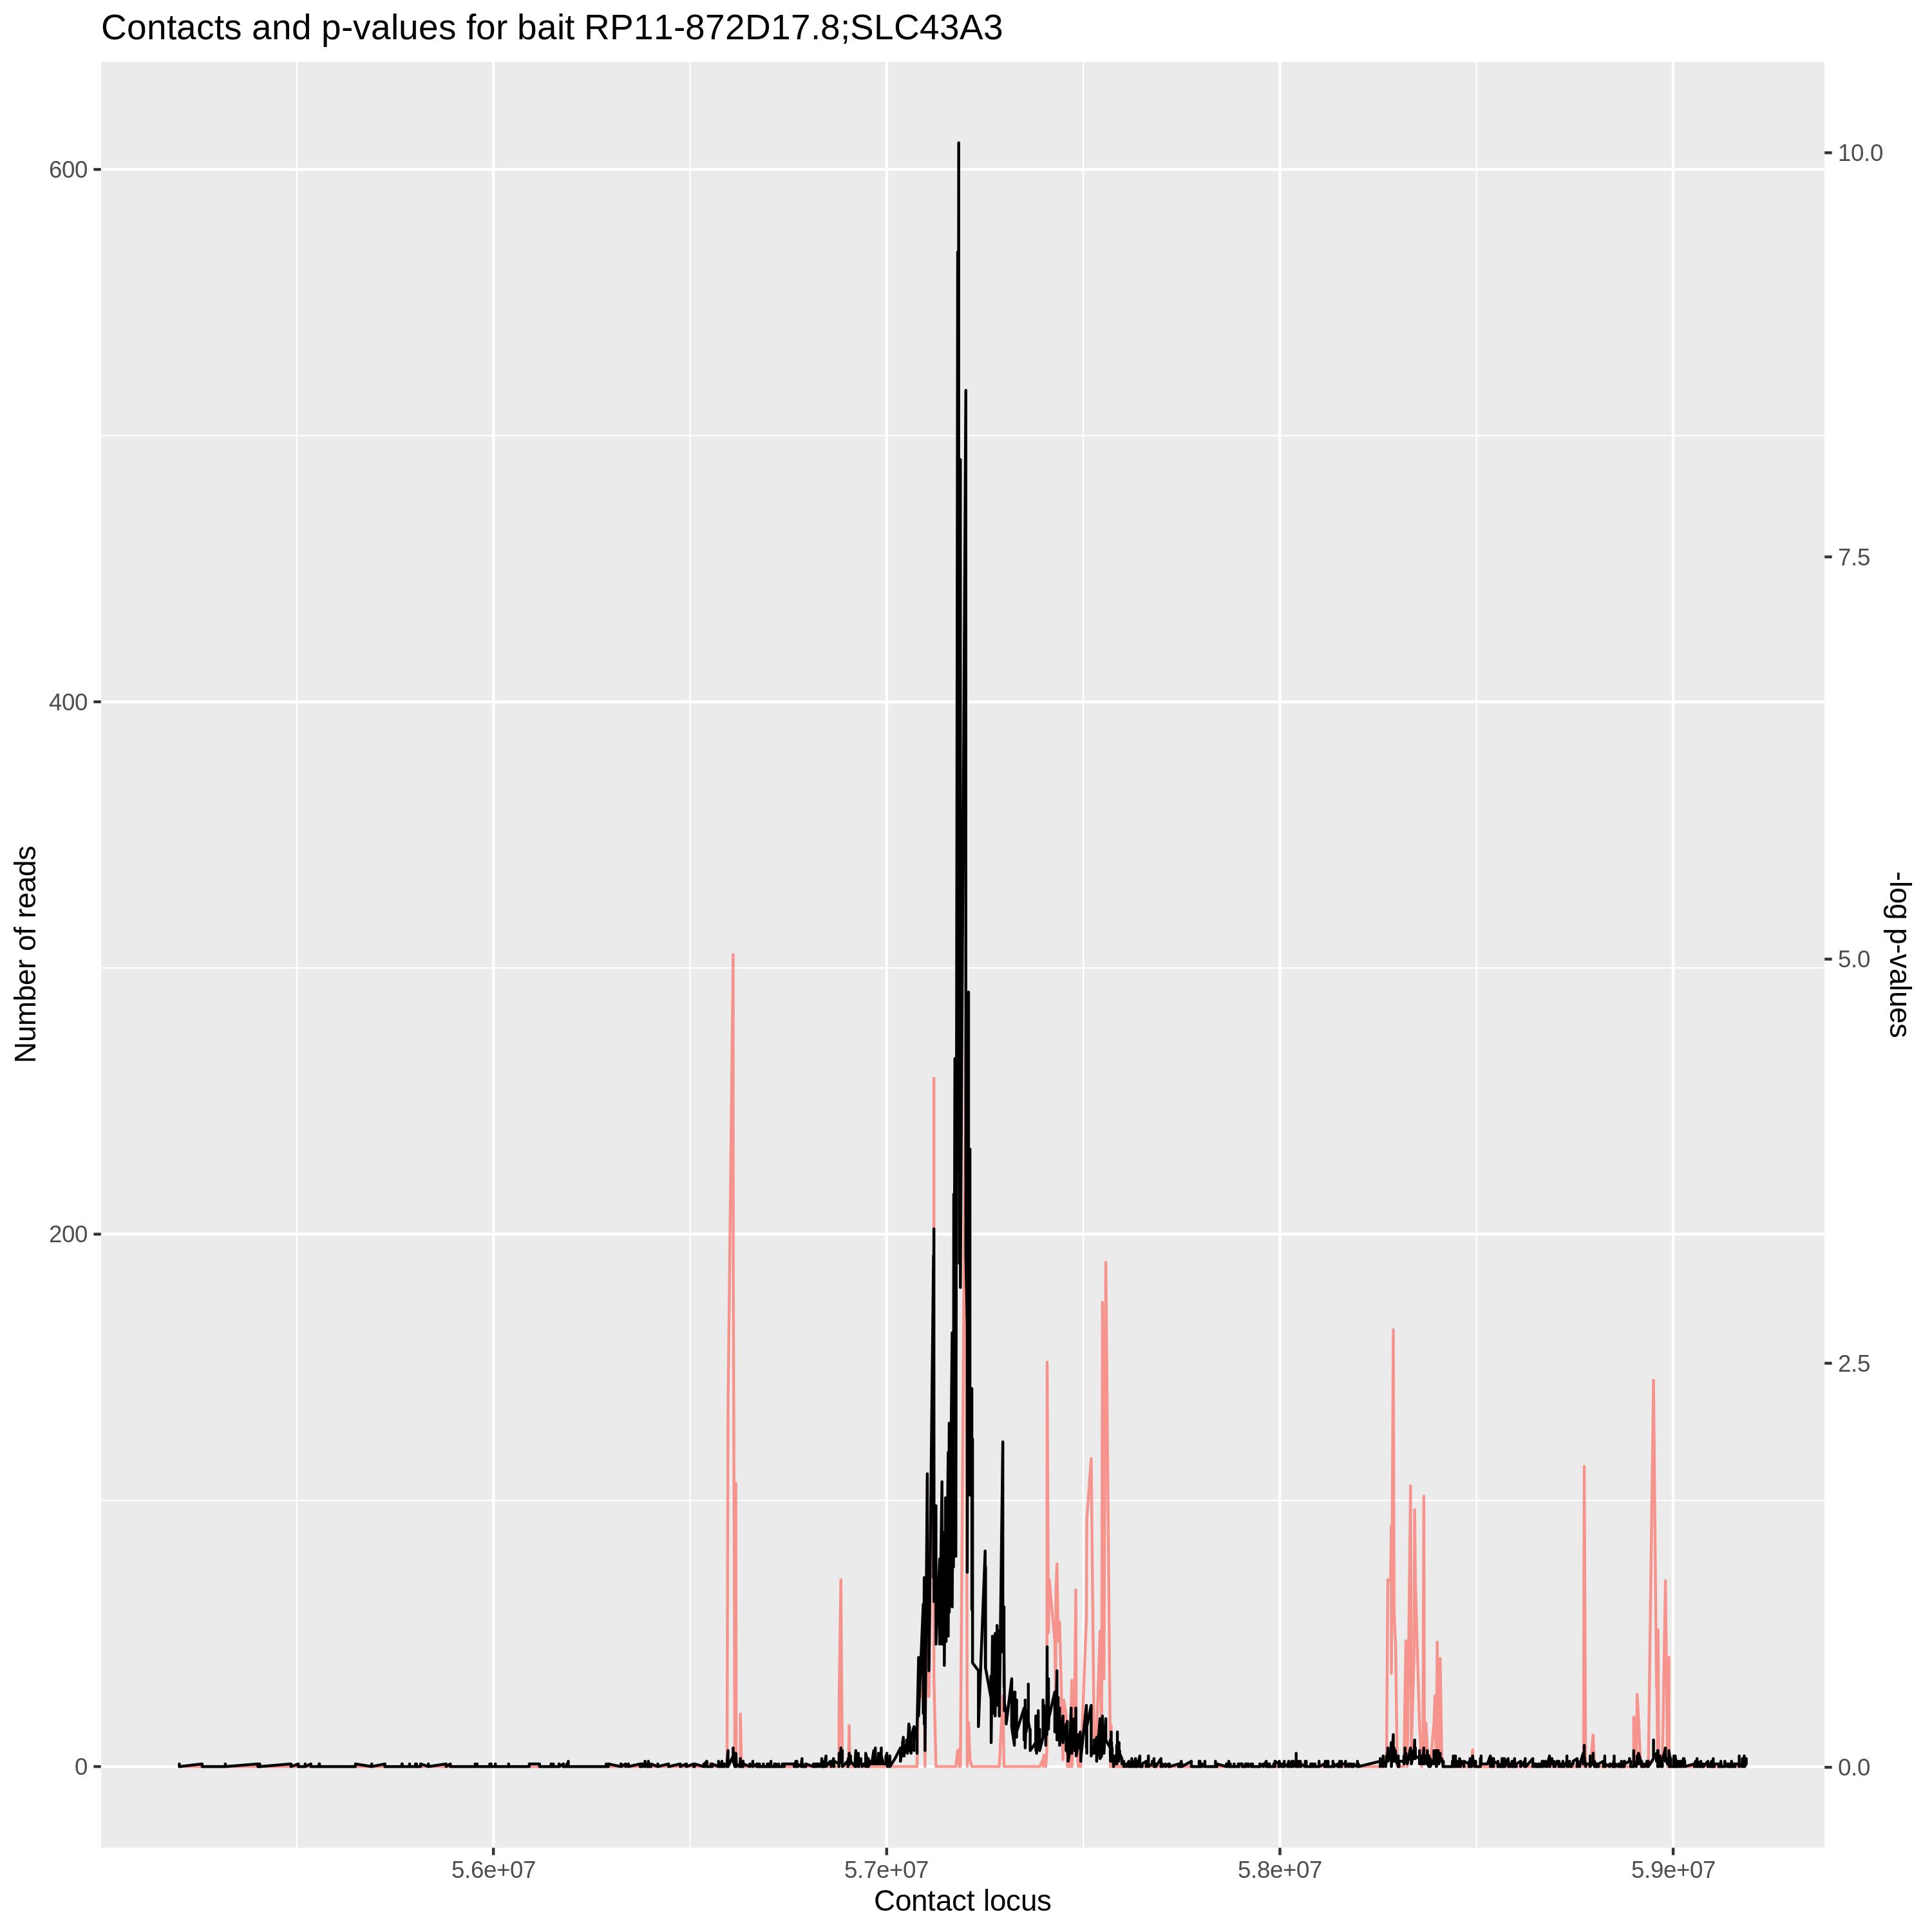 Contacts and p-values for bait RP11-872D17.8;SLC43A3
600
400
200
0
Number of reads
10.0
7.5
5.0
2.5
0.0
-log p-values
5.6e+07
5.7e+07
5.8e+07
5.9e+07
Contact locus